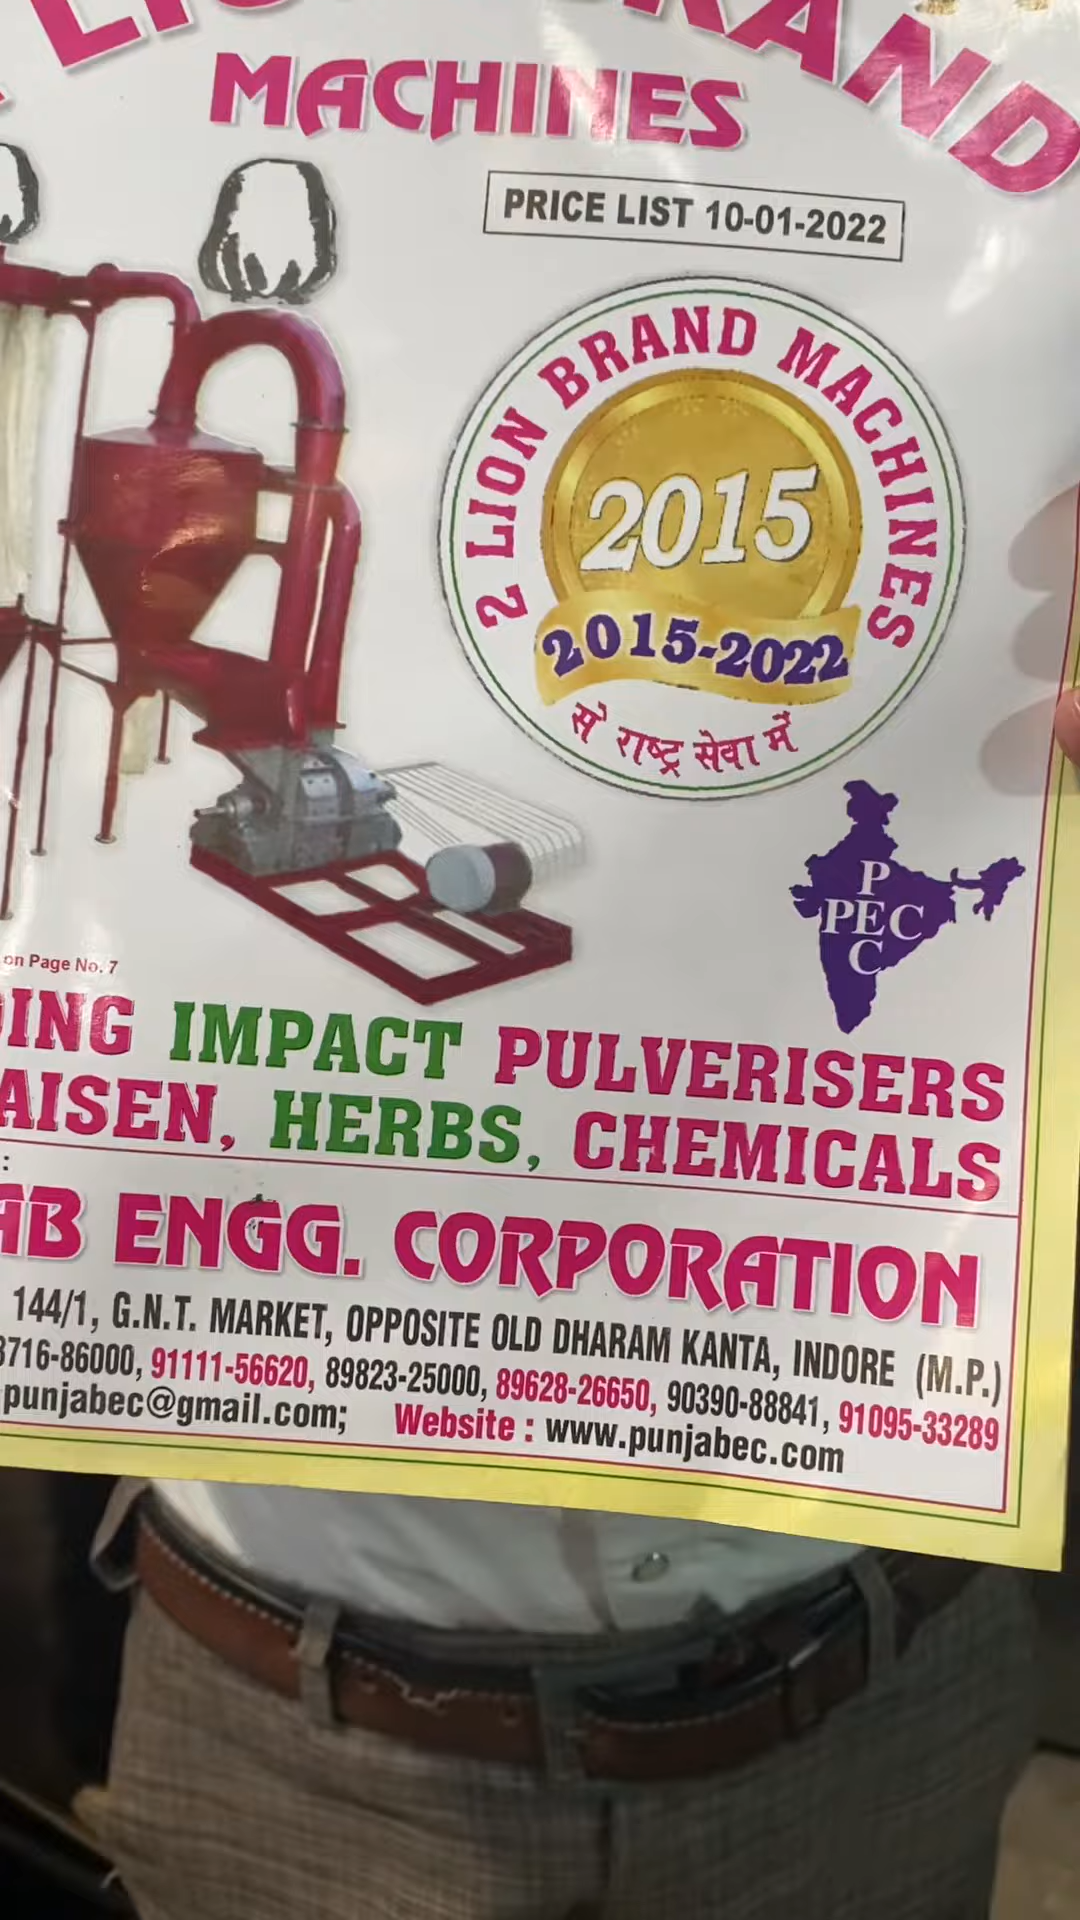 MACHINES
PRICE LIST 10-01-2022
2 LION BRAND MACHINES
2015
2015-2022
से राष्ट्र सेवा में
P
PEC
C
on Page No. 7
IMPACT PULVERISERS
HERBS, CHEMICALS
ENGG. CORPORATION
144/1, G.N.T. MARKET, OPPOSITE OLD DHARAM KANTA, INDORE (M.P.)
3716-86000, 91111-56620, 89823-25000, 89628-26650, 90390-88841, 91095-33289
punjabec@gmail.com; Website : www.punjabec.com